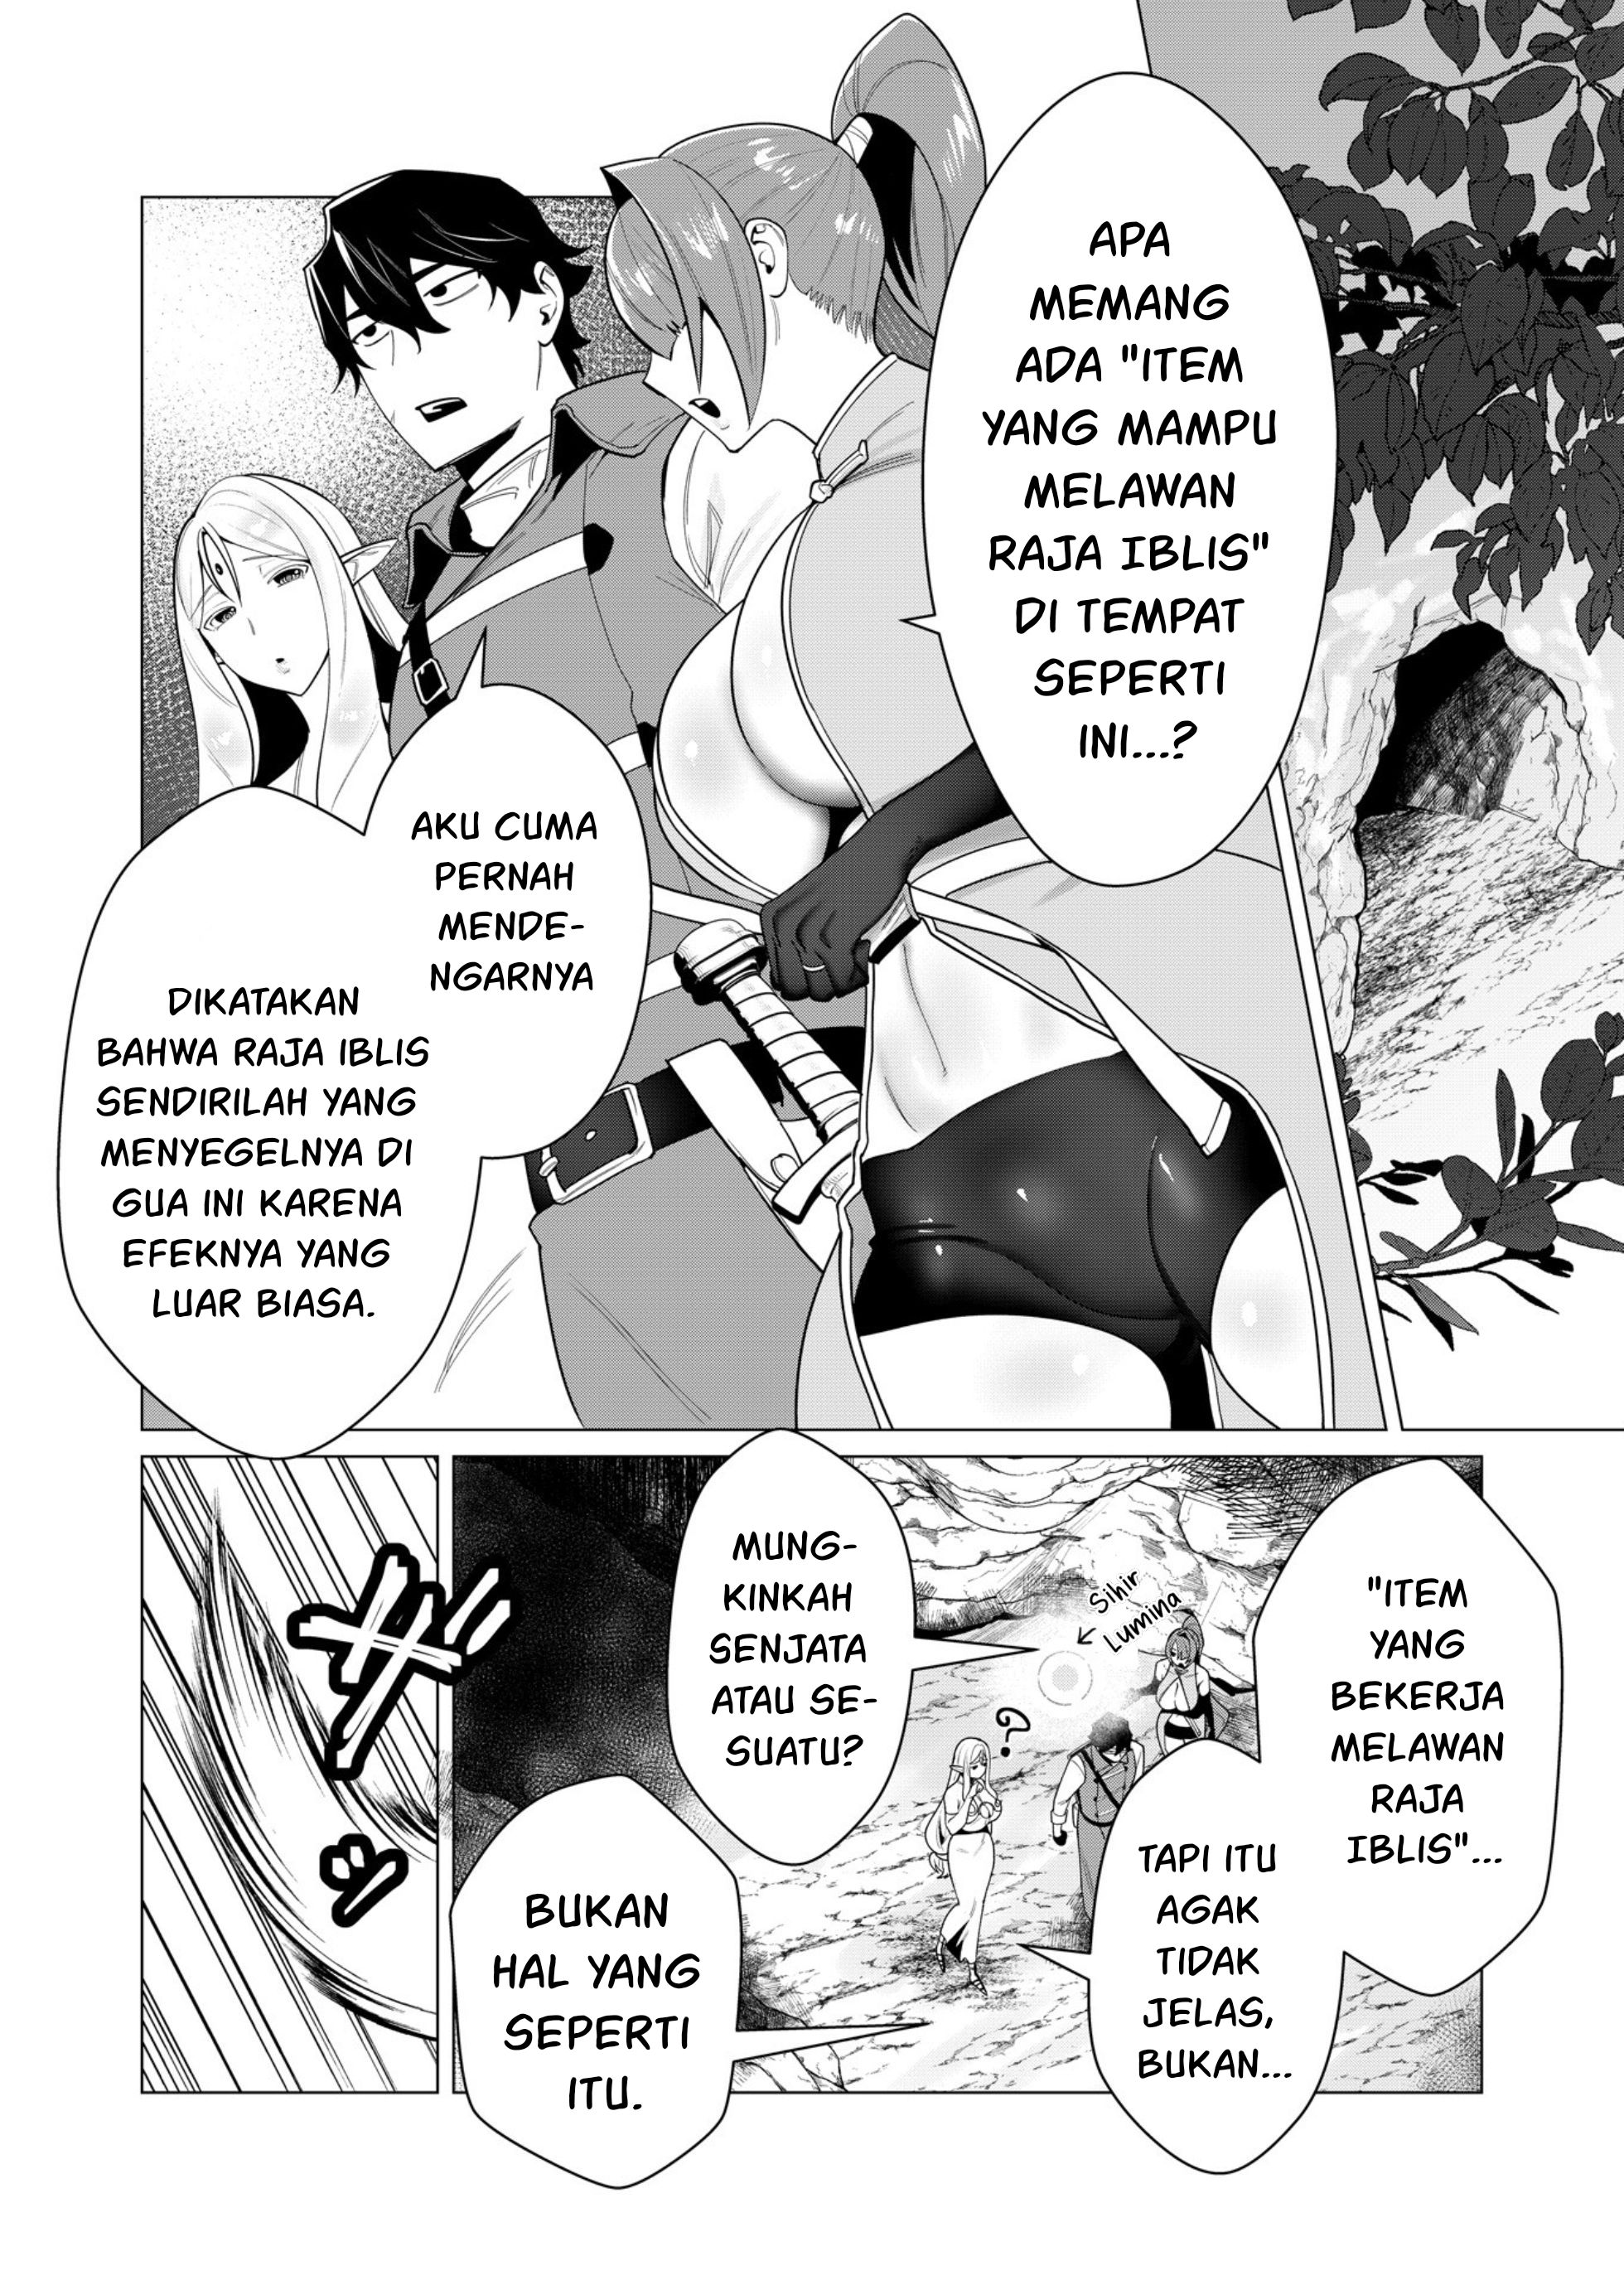 APA
MEMANG
ADA "ITEM
YANG MAMPU
MELAWAN
RAJA IBLIS"
DI TEMPAT
SEPERTI
INI...?
AKU CUMA
PERNAH
MENDE-
NGARNYA
DIKATAKAN
BAHWA RAJA IBLIS
SENDIRILAH YANG
MENYEGELNYA DI
GUA INI KARENA
EFEKNYA YANG
LUAR BIASA.
"ITEM
YANG
BEKERJA
MELAWAN
RAJA
IBLIS"...
TAPI ITU
AGAK
TIDAK
JELAS,
BUKAN...
Sihir
Lumina
?
MUNG-
KINKAH
SENJATA
ATAU SE-
SUATU?
BUKAN
HAL YANG
SEPERTI
ITU.
ザッ